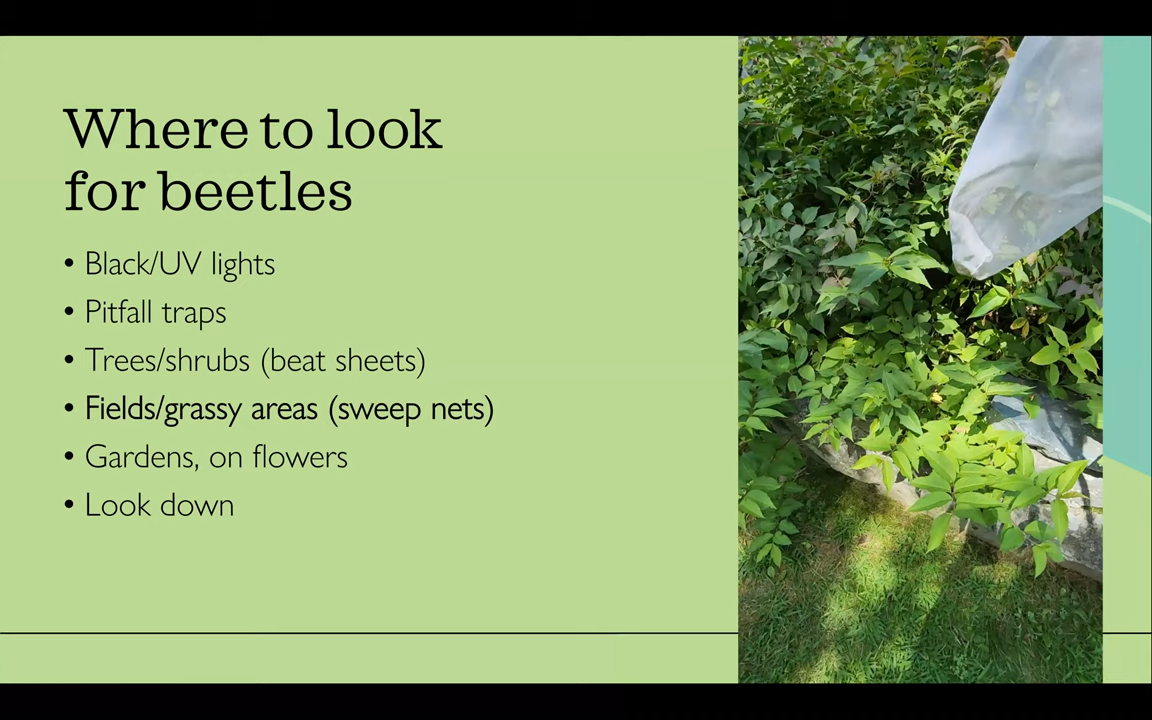 Where to look
for beetles
• Black/UV lights
• Pitfall traps
• Trees/shrubs (beat sheets)
• Fields/grassy areas (sweep nets)
• Gardens, on flowers
• Look down